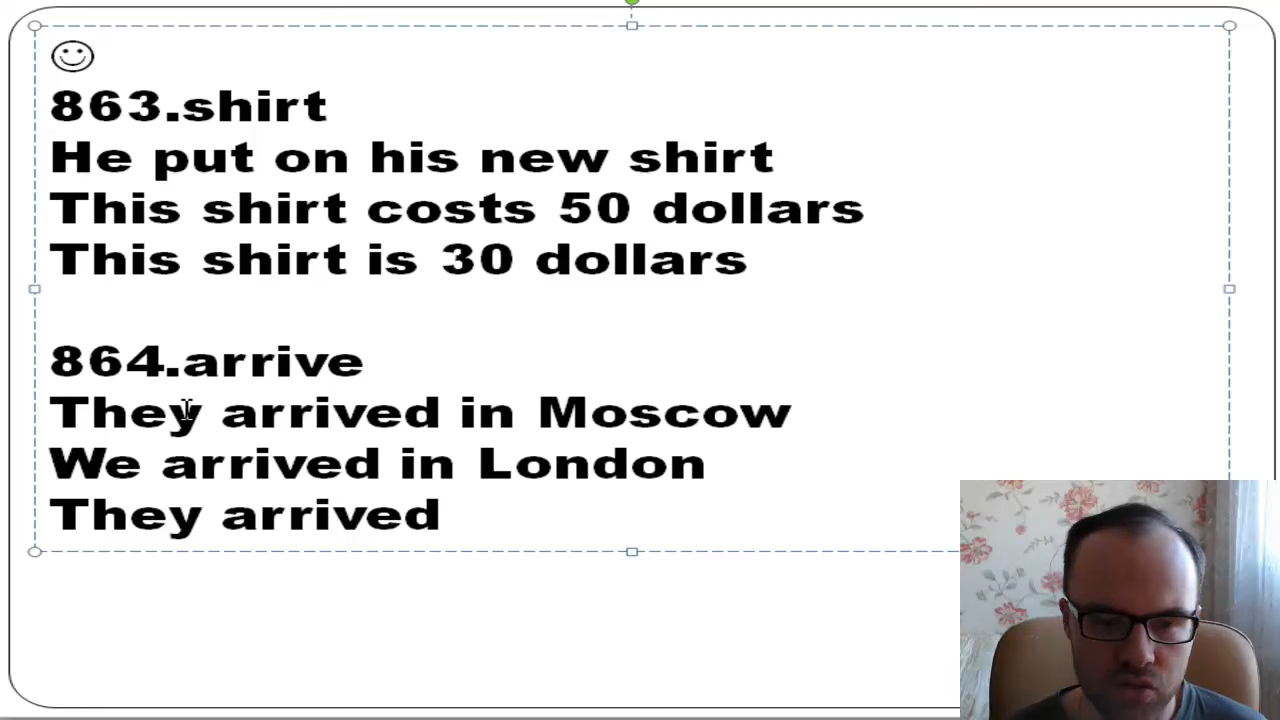 863.shirt
He put on his new shirt
This shirt costs 50 dollars
This shirt is 30 dollars
864.arrive
They arrived in Moscow
We arrived in London
They arrived